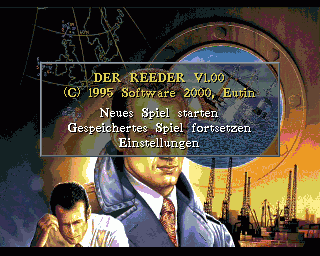 DER REEDER V1.00
(C) 1995 Software 2000, Eutin
Neues Spiel starten
Gespeichertes Spiel fortsetzen
Einstellungen